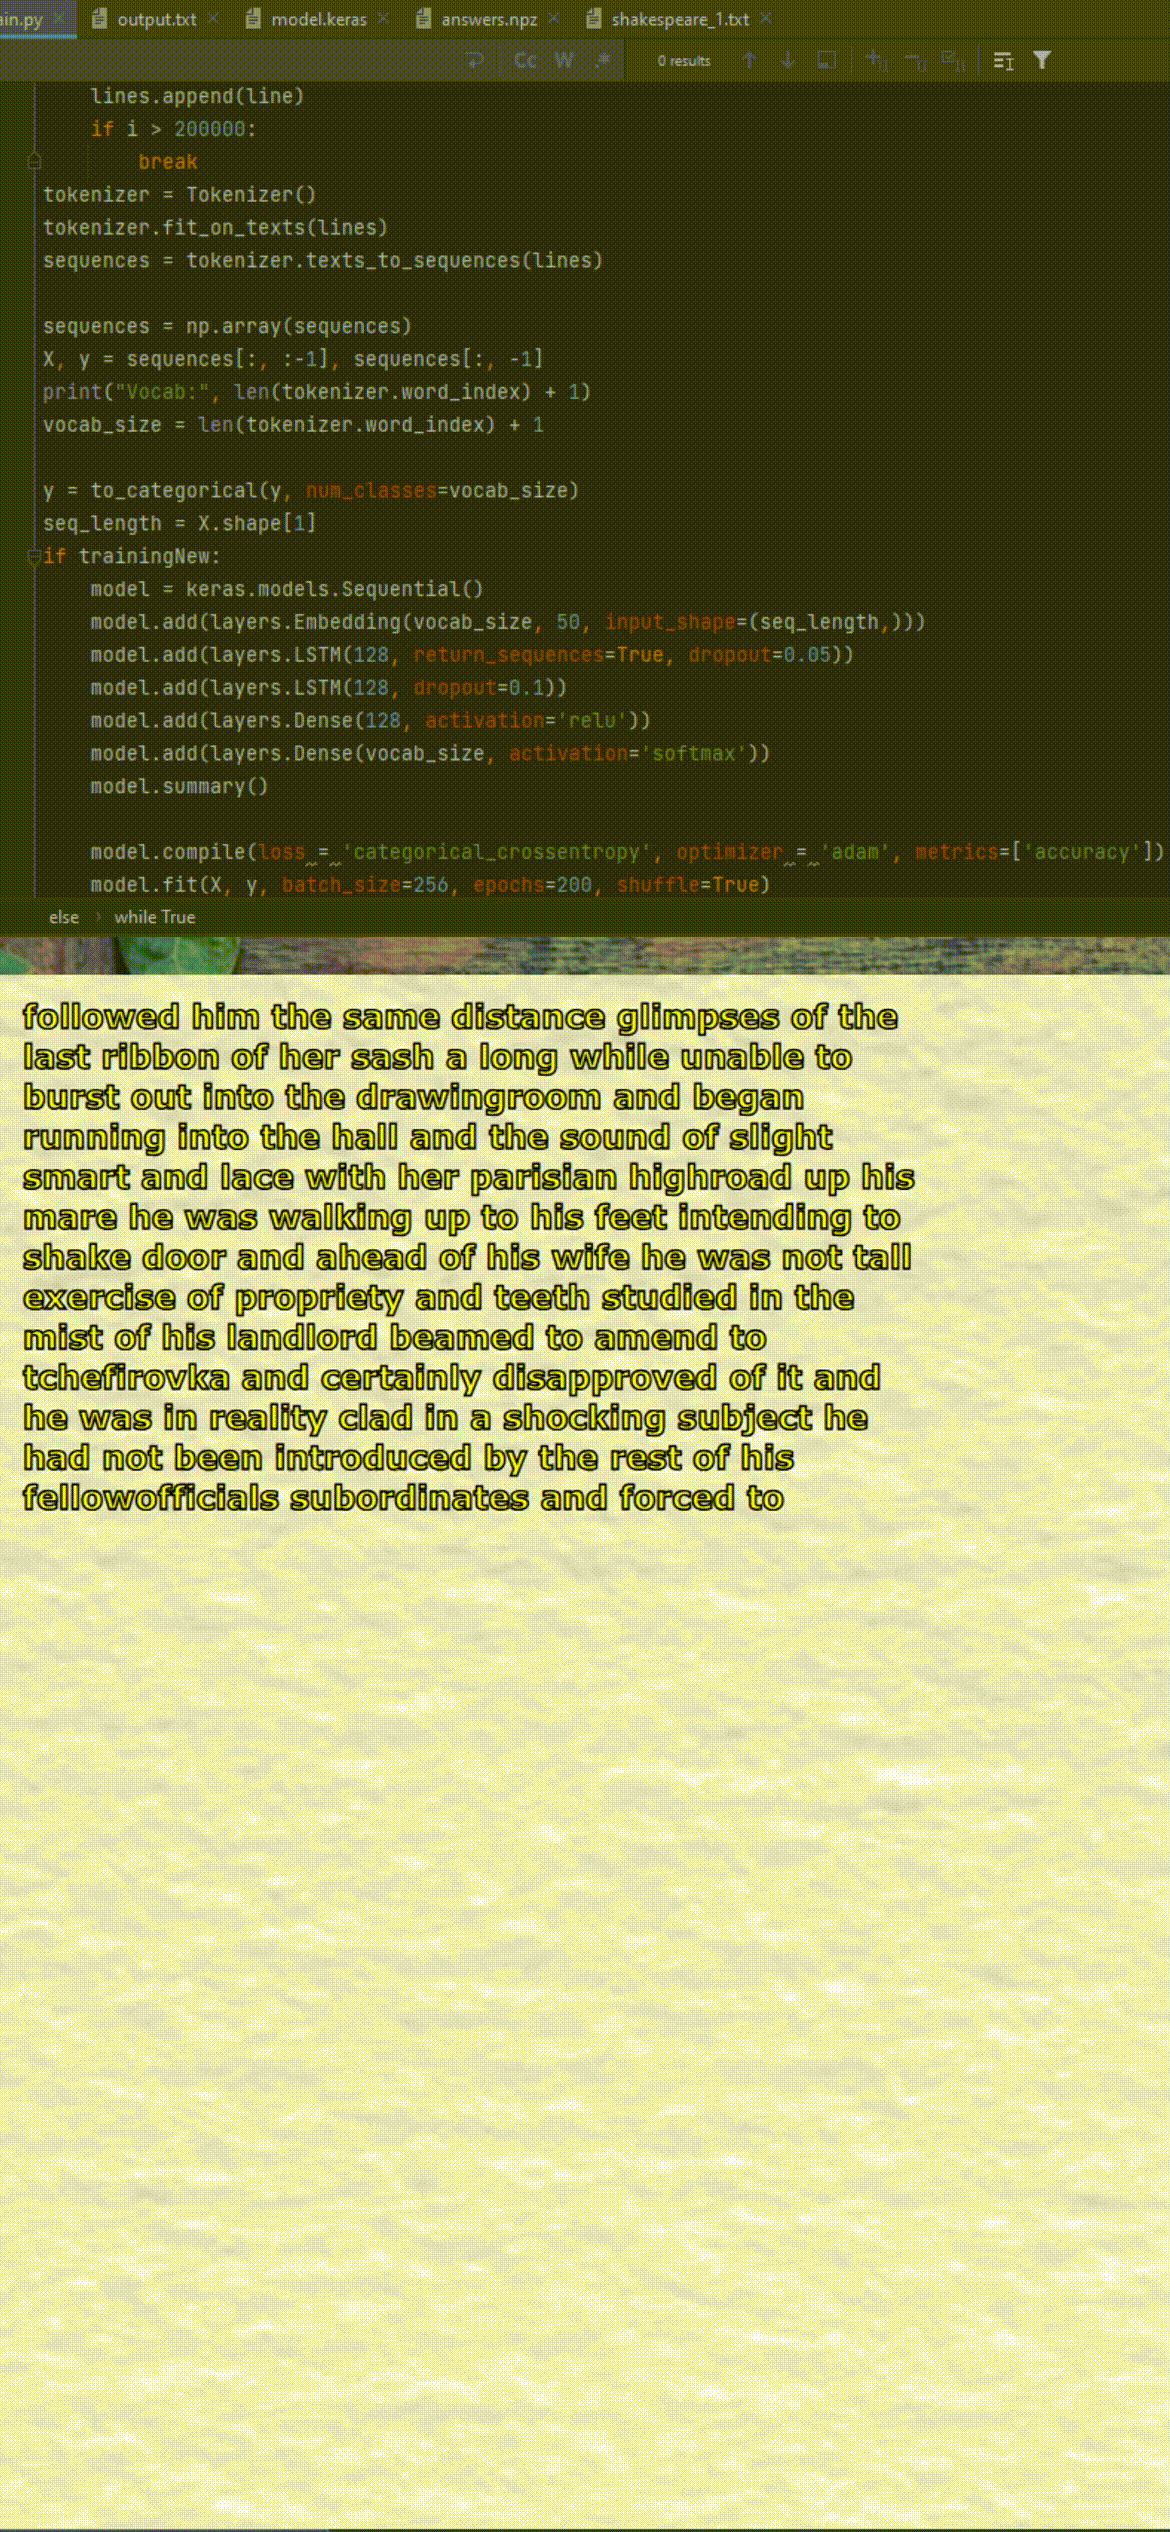 ain.py output.txt model.keras answers.npz shakespeare_1.txt
Cc W .* 0 results
lines.append(line)
if i > 200000:
break
tokenizer = Tokenizer()
tokenizer.fit_on_texts(lines)
sequences = tokenizer.texts_to_sequences(lines)
sequences = np.array(sequences)
X, y = sequences[:, :-1], sequences[:, -1]
print("Vocab:", len(tokenizer.word_index) + 1)
vocab_size = len(tokenizer.word_index) + 1
y = to_categorical(y, num_classes=vocab_size)
seq_length = X.shape[1]
if trainingNew:
model = keras.models.Sequential()
model.add(layers.Embedding(vocab_size, 50, input_shape=(seq_length,)))
model.add(layers.LSTM(128, return_sequences=True, dropout=0.05))
model.add(layers.LSTM(128, dropout=0.1))
model.add(layers.Dense(128, activation='relu'))
model.add(layers.Dense(vocab_size, activation='softmax'))
model.summary()
model.compile(loss = 'categorical_crossentropy', optimizer = 'adam', metrics=['accuracy'])
model.fit(X, y, batch_size=256, epochs=200, shuffle=True)
else > while True
followed him the same distance glimpses of the
last ribbon of her sash a long while unable to
burst out into the drawingroom and began
running into the hall and the sound of slight
smart and lace with her parisian highroad up his
mare he was walking up to his feet intending to
shake door and ahead of his wife he was not tall
exercise of propriety and teeth studied in the
mist of his landlord beamed to amend to
tchefirovka and certainly disapproved of it and
he was in reality clad in a shocking subject he
had not been introduced by the rest of his
fellowofficials subordinates and forced to